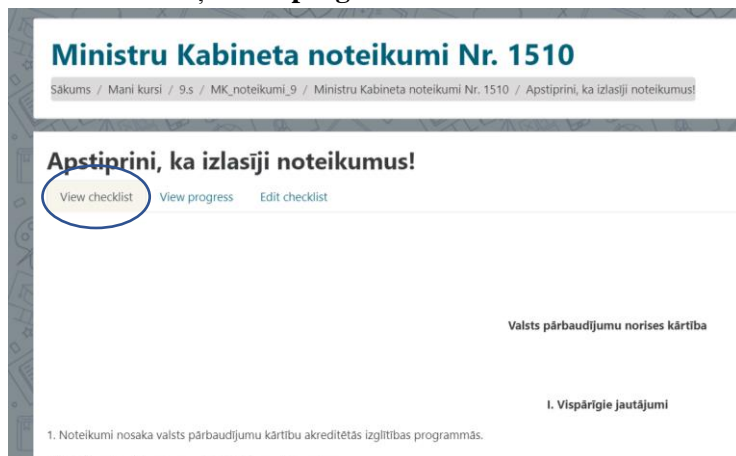 Ministru Kabineta noteikumi Nr. 1510
Sākums / Mani kursi / 9.s / MK_noteikumi_9 / Ministru Kabineta noteikumi Nr. 1510 / Apstiprini, ka izlasīji noteikumus!
Apstiprini, ka izlasīji noteikumus!
View checklist View progress Edit checklist
Valsts pārbaudījumu norises kārtība
I. Vispārīgie jautājumi
1. Noteikumi nosaka valsts pārbaudījumu kārtību akreditētās izglītības programmās.